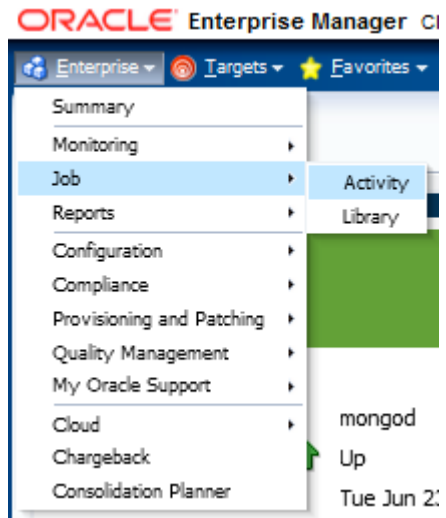 ORACLE Enterprise Manager
Enterprise Targets Favorites
Summary
Monitoring
Job
Activity
Reports
Library
Configuration
Compliance
Provisioning and Patching
Quality Management
My Oracle Support
Cloud
mongod
Chargeback
Up
Consolidation Planner
Tue Jun